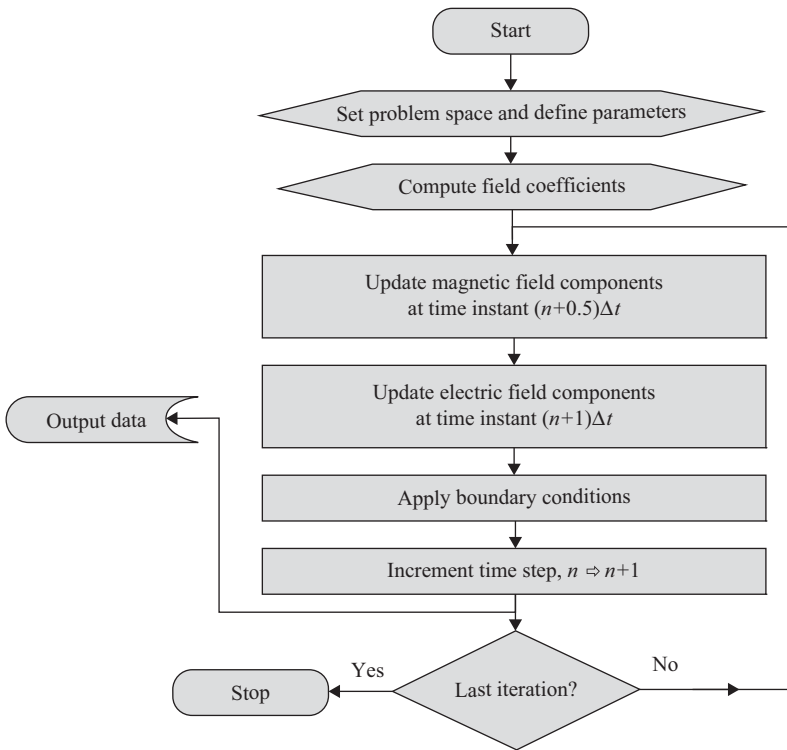 Start
Set problem space and define parameters
Compute field coefficients
Update magnetic field components
at time instant (n+0.5)Δt
Update electric field components
at time instant (n+1)Δt
Output data
Apply boundary conditions
Increment time step, n ⇨ n+1
Yes
No
Last iteration?
Stop